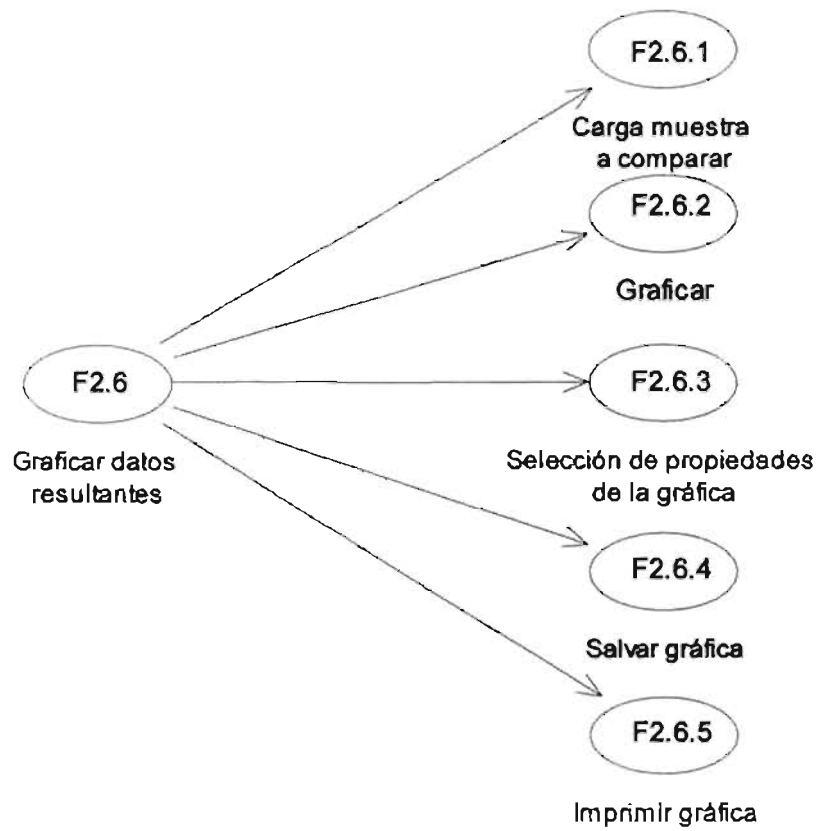 F2.6.1
Carga muestra
a comparar
F2.6.2
Graficar
F2.6
Graficar datos
resultantes
F2.6.3
Selección de propiedades
de la gráfica
F2.6.4
Salvar gráfica
F2.6.5
Imprimir gráfica